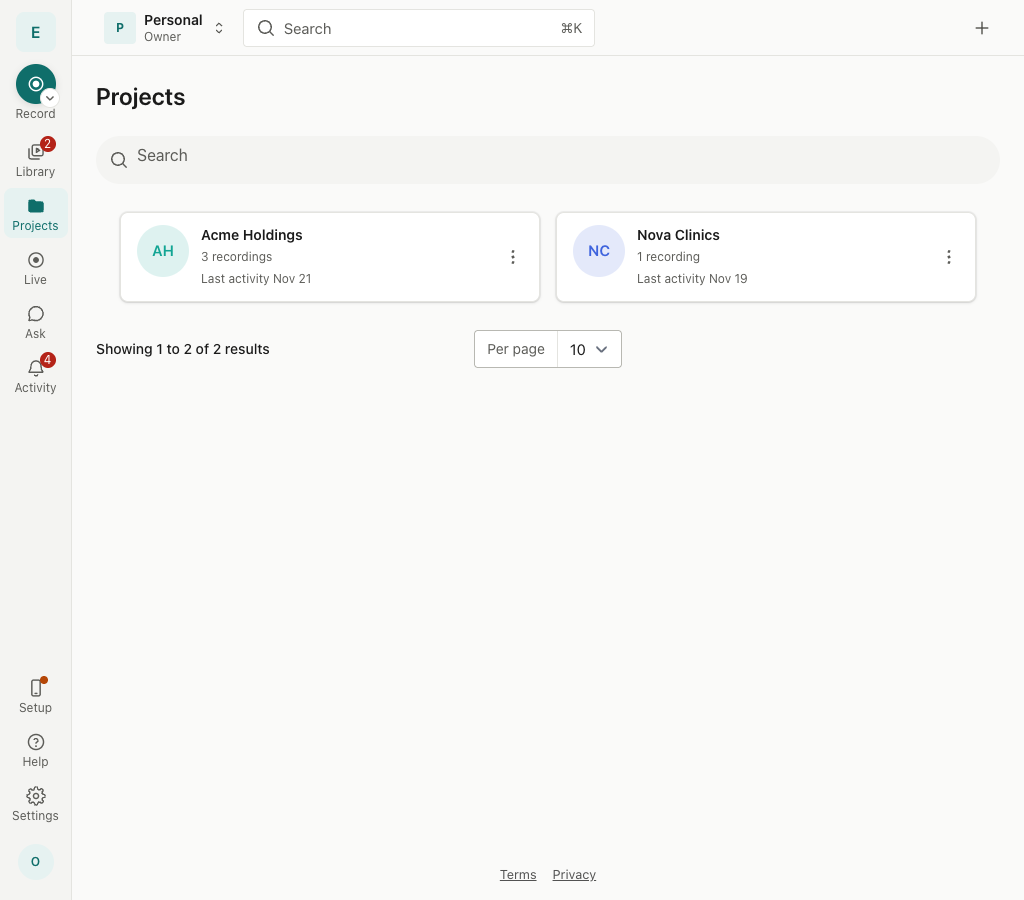 E
Record
2
Library
Projects
Live
Ask
4
Activity
Setup
Help
Settings
O
P
Personal
Owner
Search
⌘K
Projects
Search
AH
Acme Holdings
3 recordings
Last activity Nov 21
NC
Nova Clinics
1 recording
Last activity Nov 19
Showing 1 to 2 of 2 results
Per page 10
Terms Privacy